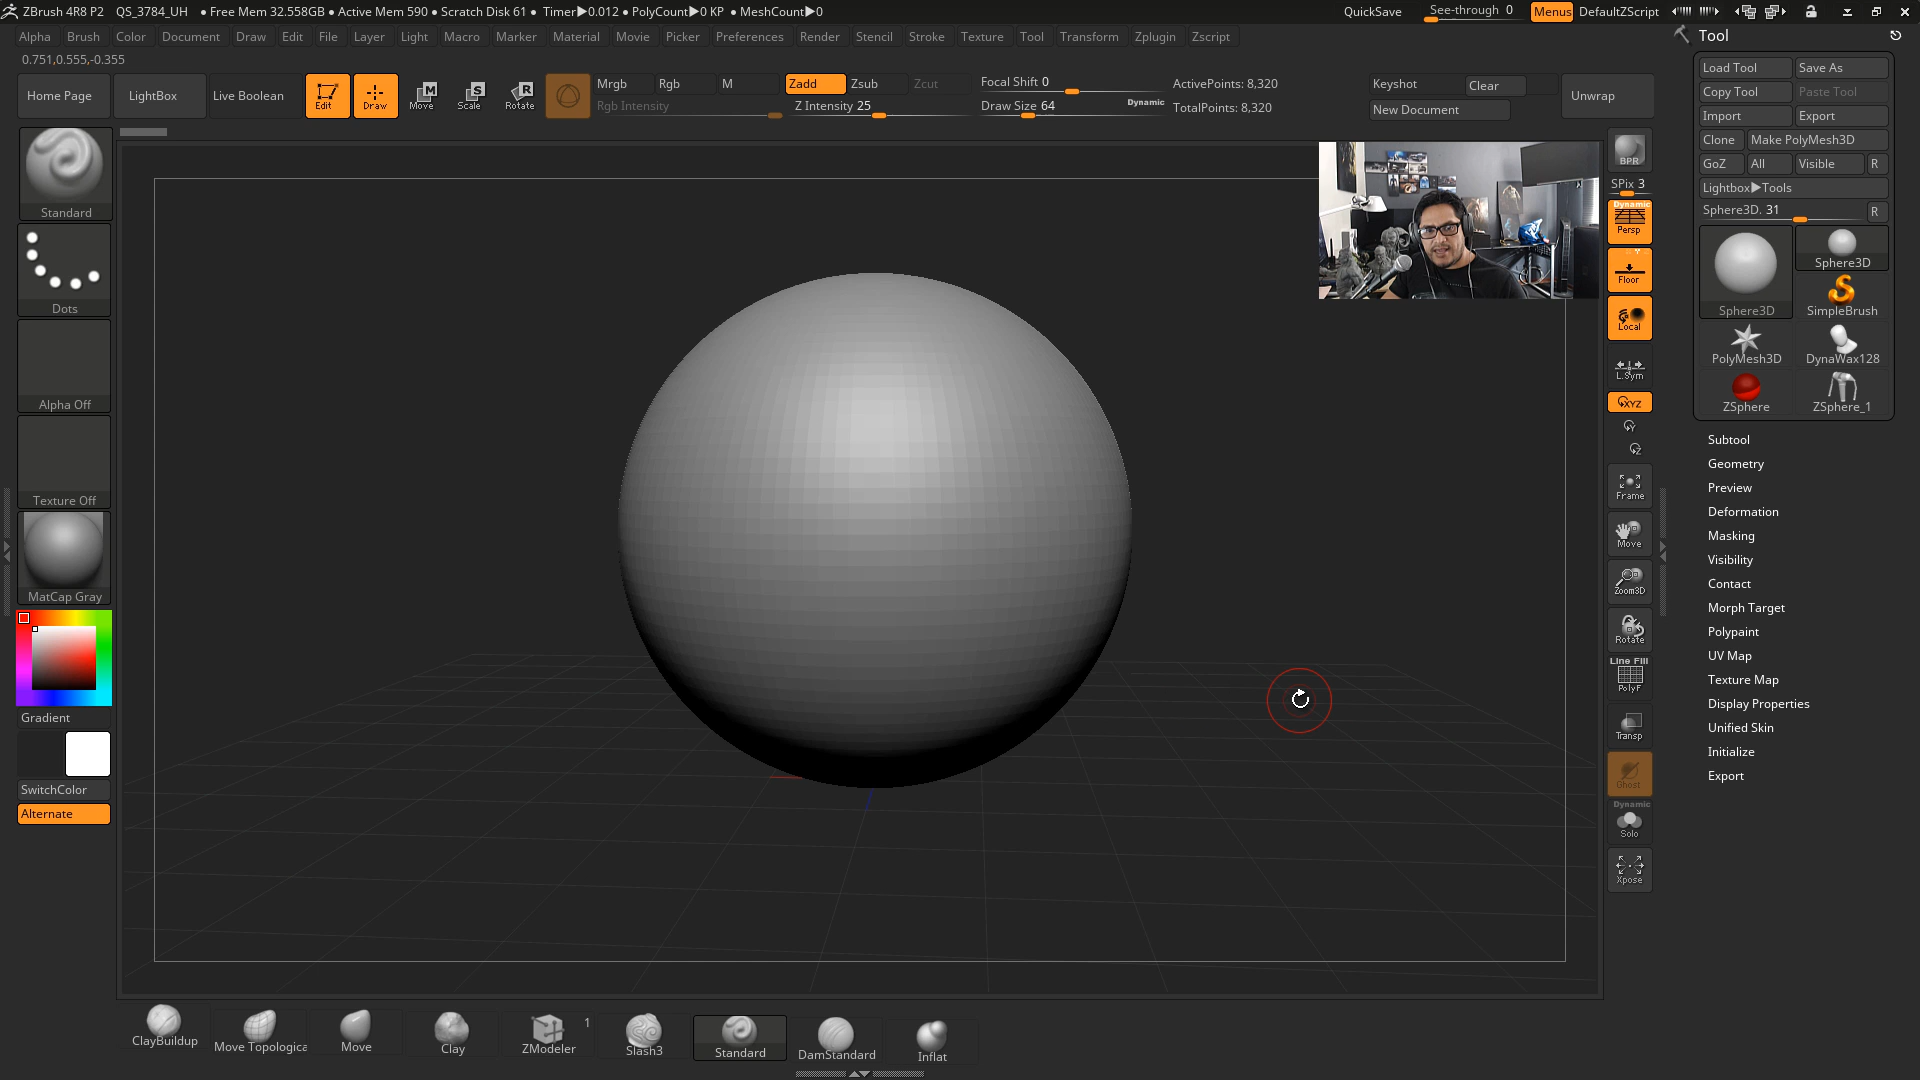 ZBrush 4R8 P2 QS_3784_UH • Free Mem 32.558GB • Active Mem 590 • Scratch Disk 61 • Timer▶0.012 • PolyCount▶0 KP • MeshCount▶0 QuickSave See-through 0 Menus DefaultZScript
Alpha Brush Color Document Draw Edit File Layer Light Macro Marker Material Movie Picker Preferences Render Stencil Stroke Texture Tool Transform Zplugin Zscript
0.751,0.555,-0.355
Home Page LightBox Live Boolean Edit Draw Move Scale Rotate
Mrgb Rgb M Zadd Zsub Zcut
Rgb Intensity Z Intensity 25
Focal Shift 0
Draw Size 64 Dynamic
ActivePoints: 8,320
TotalPoints: 8,320
Keyshot Clear
New Document
Unwrap
Standard
Dots
Alpha Off
Texture Off
MatCap Gray
Gradient
SwitchColor
Alternate
BPR
SPix 3
Dynamic
Persp
Floor
Local
L.Sym
XYZ
Y
Z
Frame
Move
Zoom3D
Rotate
Line Fill
PolyF
Transp
Ghost
Dynamic
Solo
Xpose
Tool
Load Tool Save As
Copy Tool Paste Tool
Import Export
Clone Make PolyMesh3D
GoZ All Visible R
Lightbox▶Tools
Sphere3D. 31 R
Sphere3D Sphere3D
SimpleBrush
PolyMesh3D DynaWax128
ZSphere ZSphere_1
Subtool
Geometry
Preview
Deformation
Masking
Visibility
Contact
Morph Target
Polypaint
UV Map
Texture Map
Display Properties
Unified Skin
Initialize
Export
ClayBuildup Move Topologica Move Clay ZModeler 1 Slash3 Standard DamStandard Inflat